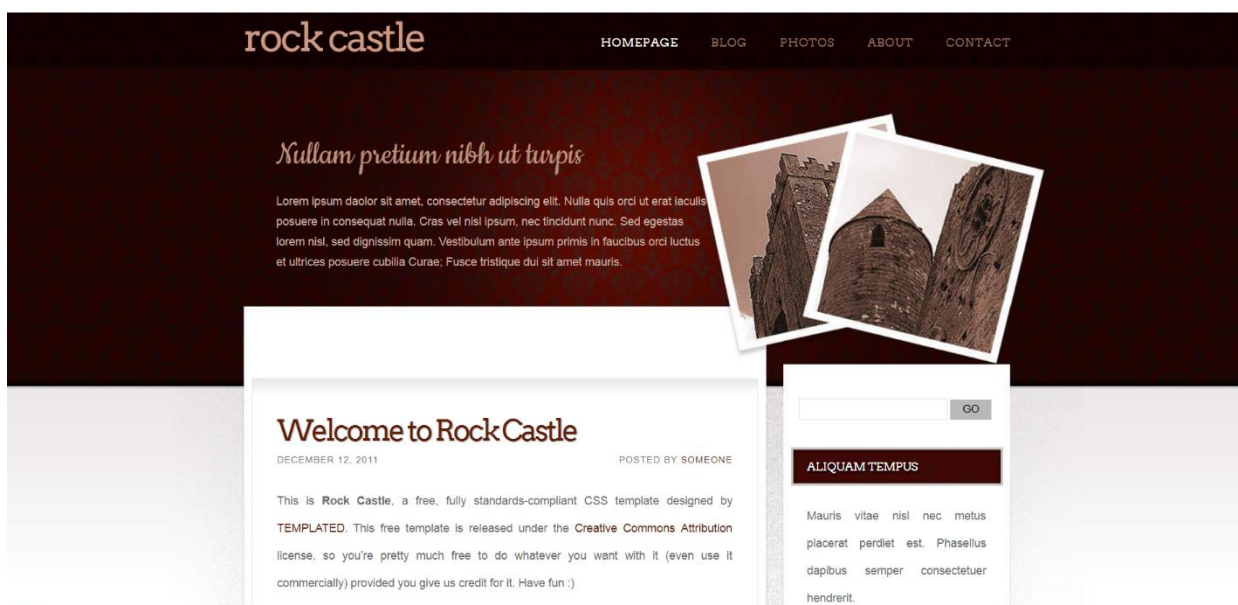 rock castle
HOMEPAGE BLOG PHOTOS ABOUT CONTACT
Nullam pretium nibh ut turpis
Lorem ipsum daolor sit amet, consectetur adipiscing elit. Nulla quis orci ut erat iaculis
posuere in consequat nulla. Cras vel nisl ipsum, nec tincidunt nunc. Sed egestas
lorem nisl, sed dignissim quam. Vestibulum ante ipsum primis in faucibus orci luctus
et ultrices posuere cubilia Curae; Fusce tristique dui sit amet mauris.
Welcome to Rock Castle
DECEMBER 12, 2011 POSTED BY SOMEONE
This is Rock Castle, a free, fully standards-compliant CSS template designed by
TEMPLATED. This free template is released under the Creative Commons Attribution
license, so you're pretty much free to do whatever you want with it (even use it
commercially) provided you give us credit for it. Have fun :)
GO
ALIQUAM TEMPUS
Mauris vitae nisl nec metus
placerat perdiet est. Phasellus
dapibus semper consectetuer
hendrerit.